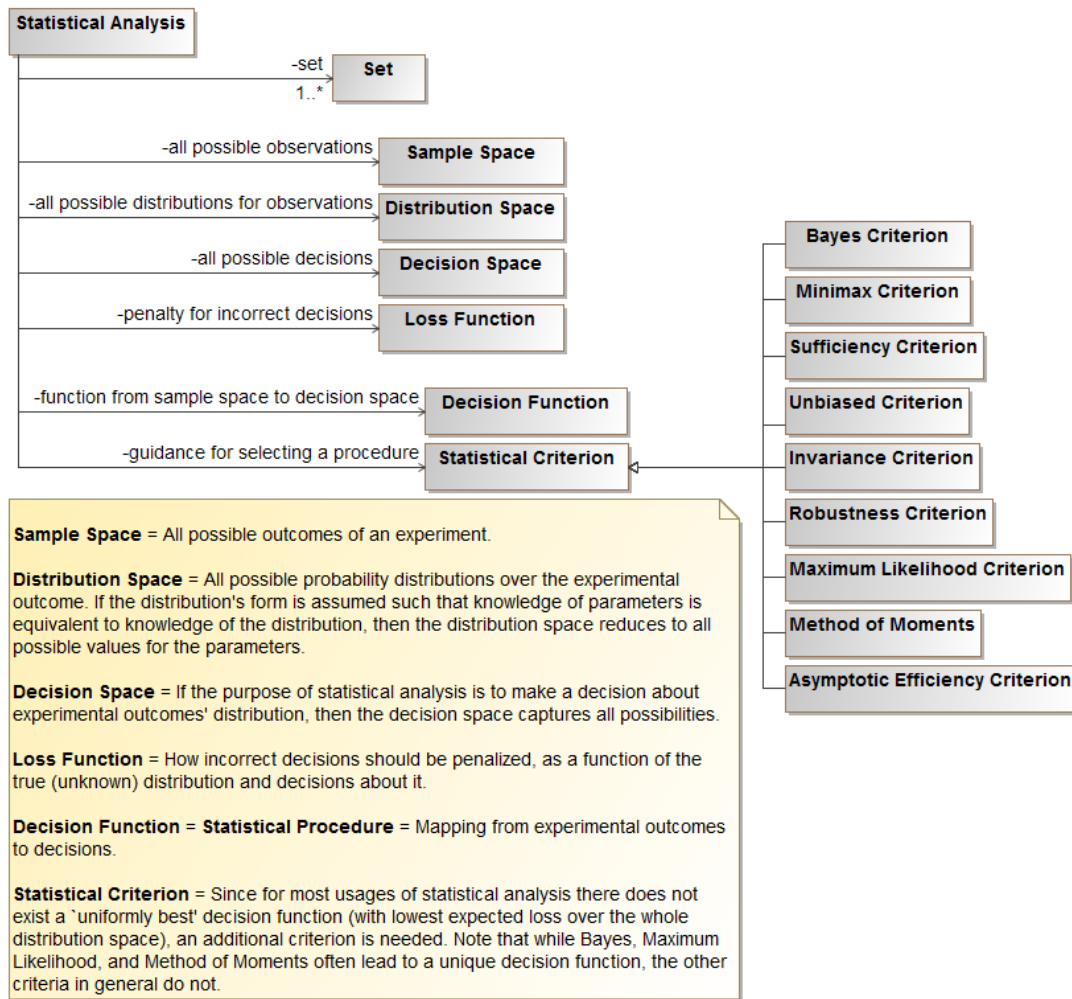 Statistical Analysis
-set
1..*
Set
-all possible observations
Sample Space
-all possible distributions for observations
Distribution Space
-all possible decisions
Decision Space
-penalty for incorrect decisions
Loss Function
-function from sample space to decision space
Decision Function
-guidance for selecting a procedure
Statistical Criterion
Bayes Criterion
Minimax Criterion
Sufficiency Criterion
Unbiased Criterion
Invariance Criterion
Robustness Criterion
Maximum Likelihood Criterion
Method of Moments
Asymptotic Efficiency Criterion
Sample Space = All possible outcomes of an experiment.
Distribution Space = All possible probability distributions over the experimental
outcome. If the distribution's form is assumed such that knowledge of parameters is
equivalent to knowledge of the distribution, then the distribution space reduces to all
possible values for the parameters.
Decision Space = If the purpose of statistical analysis is to make a decision about
experimental outcomes' distribution, then the decision space captures all possibilities.
Loss Function = How incorrect decisions should be penalized, as a function of the
true (unknown) distribution and decisions about it.
Decision Function = Statistical Procedure = Mapping from experimental outcomes
to decisions.
Statistical Criterion = Since for most usages of statistical analysis there does not
exist a `uniformly best' decision function (with lowest expected loss over the whole
distribution space), an additional criterion is needed. Note that while Bayes, Maximum
Likelihood, and Method of Moments often lead to a unique decision function, the other
criteria in general do not.